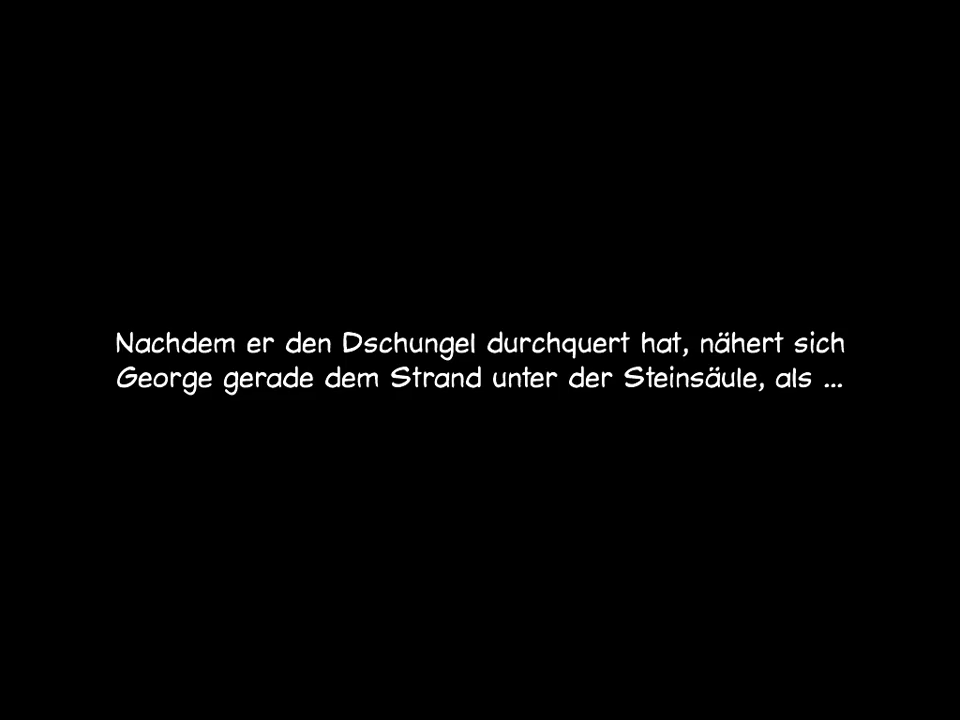 Nachdem er den Dschungel durchquert hat, nähert sich
George gerade dem Strand unter der Steinsäule, als ...